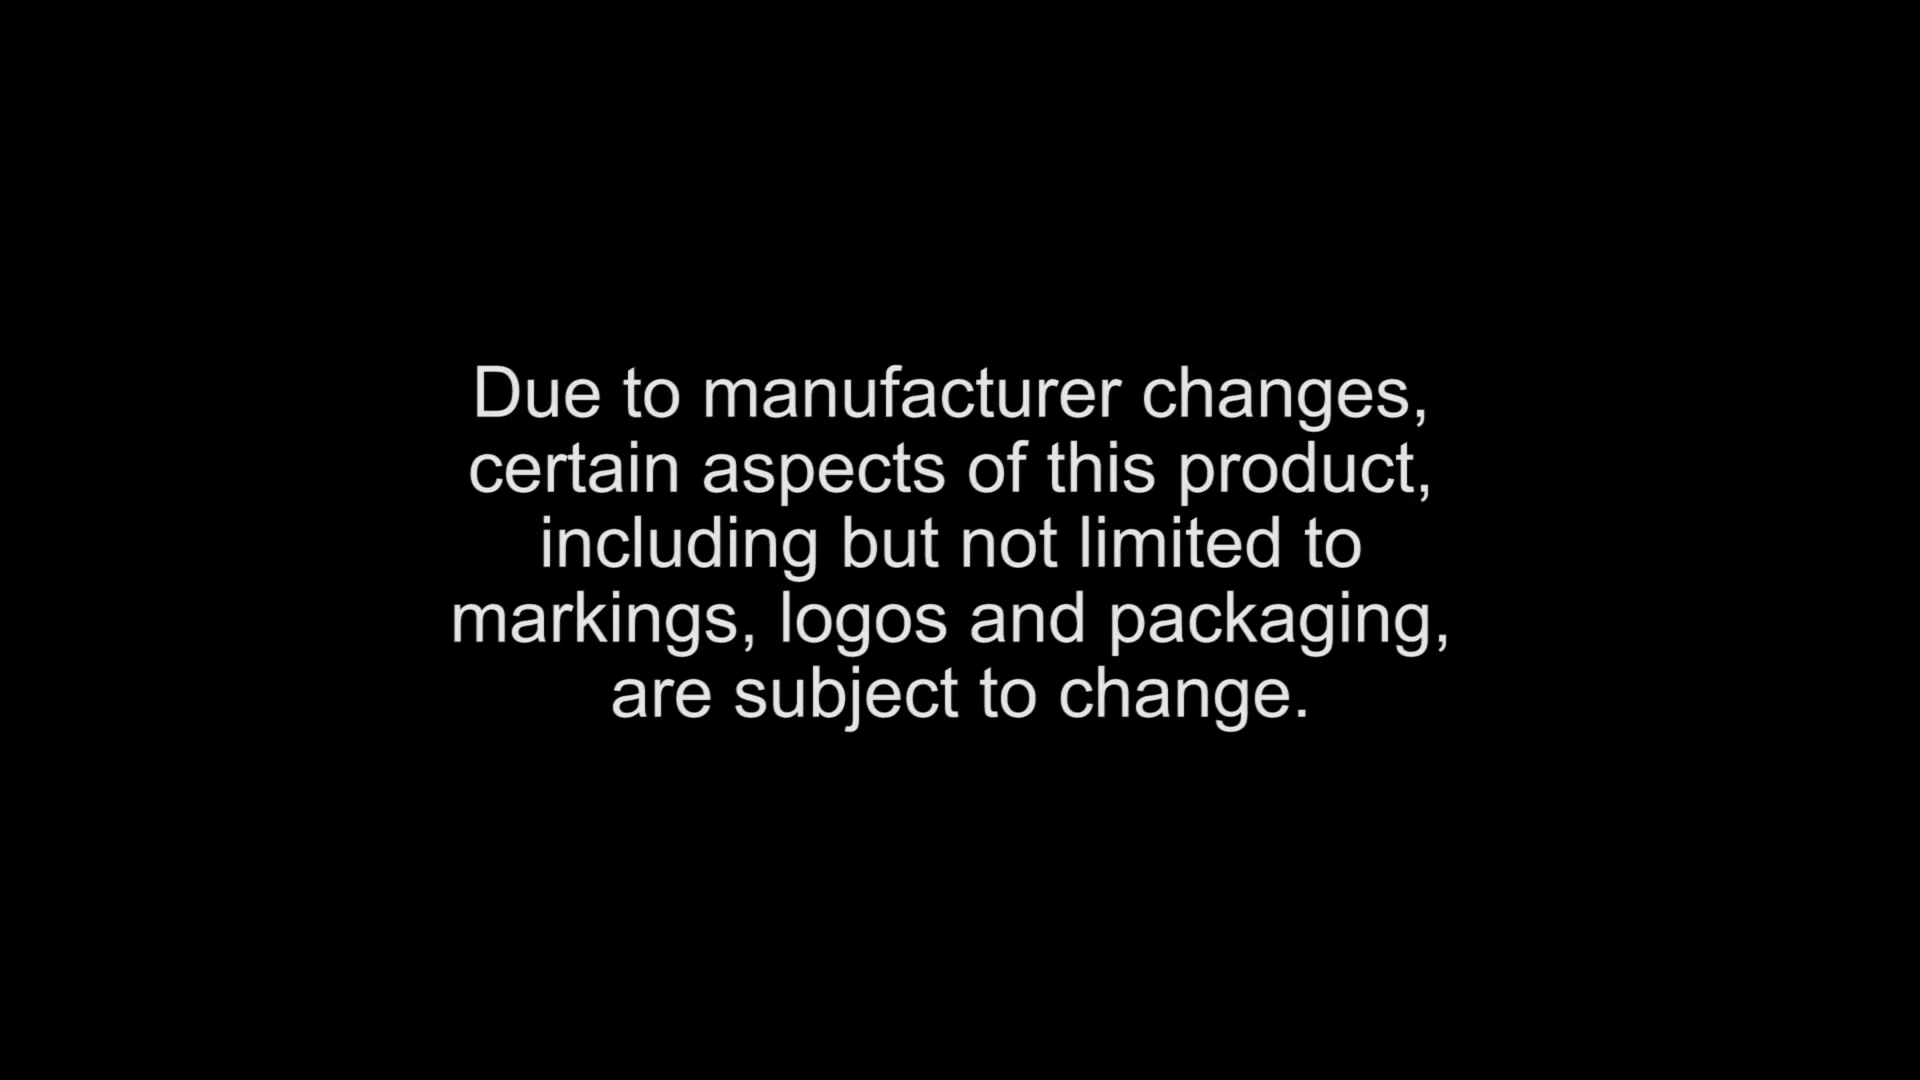 Due to manufacturer changes,
certain aspects of this product,
including but not limited to
markings, logos and packaging,
are subject to change.